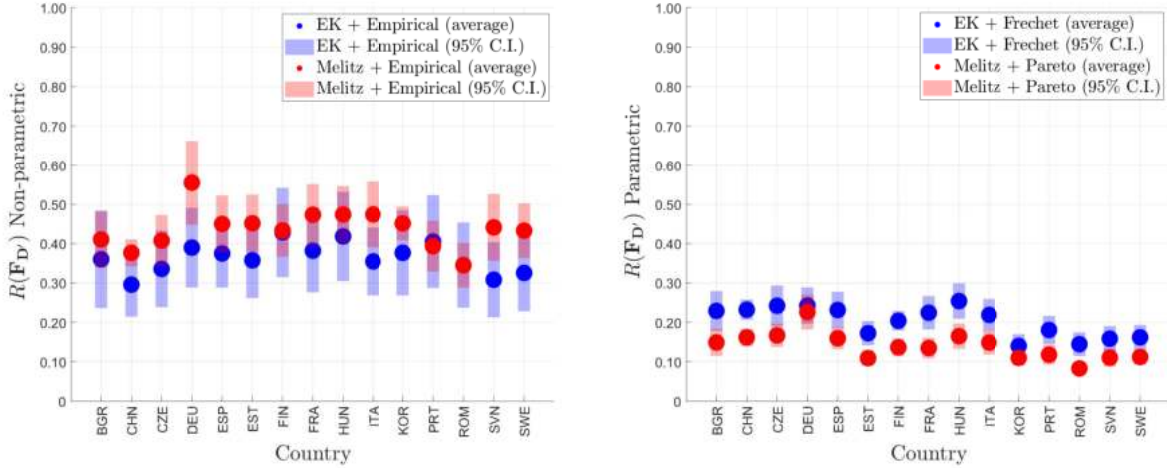 1.00
0.90
0.80
0.70
0.60
0.50
0.40
0.30
0.20
0.10
0
R(F_D′) Non-parametric
EK + Empirical (average)
EK + Empirical (95% C.I.)
Melitz + Empirical (average)
Melitz + Empirical (95% C.I.)
BGR
CHN
CZE
DEU
ESP
EST
FIN
FRA
HUN
ITA
KOR
PRT
ROM
SVN
SWE
Country
1.00
0.90
0.80
0.70
0.60
0.50
0.40
0.30
0.20
0.10
0
R(F_D′) Parametric
EK + Frechet (average)
EK + Frechet (95% C.I.)
Melitz + Pareto (average)
Melitz + Pareto (95% C.I.)
BGR
CHN
CZE
DEU
ESP
EST
FIN
FRA
HUN
ITA
KOR
PRT
ROM
SVN
SWE
Country